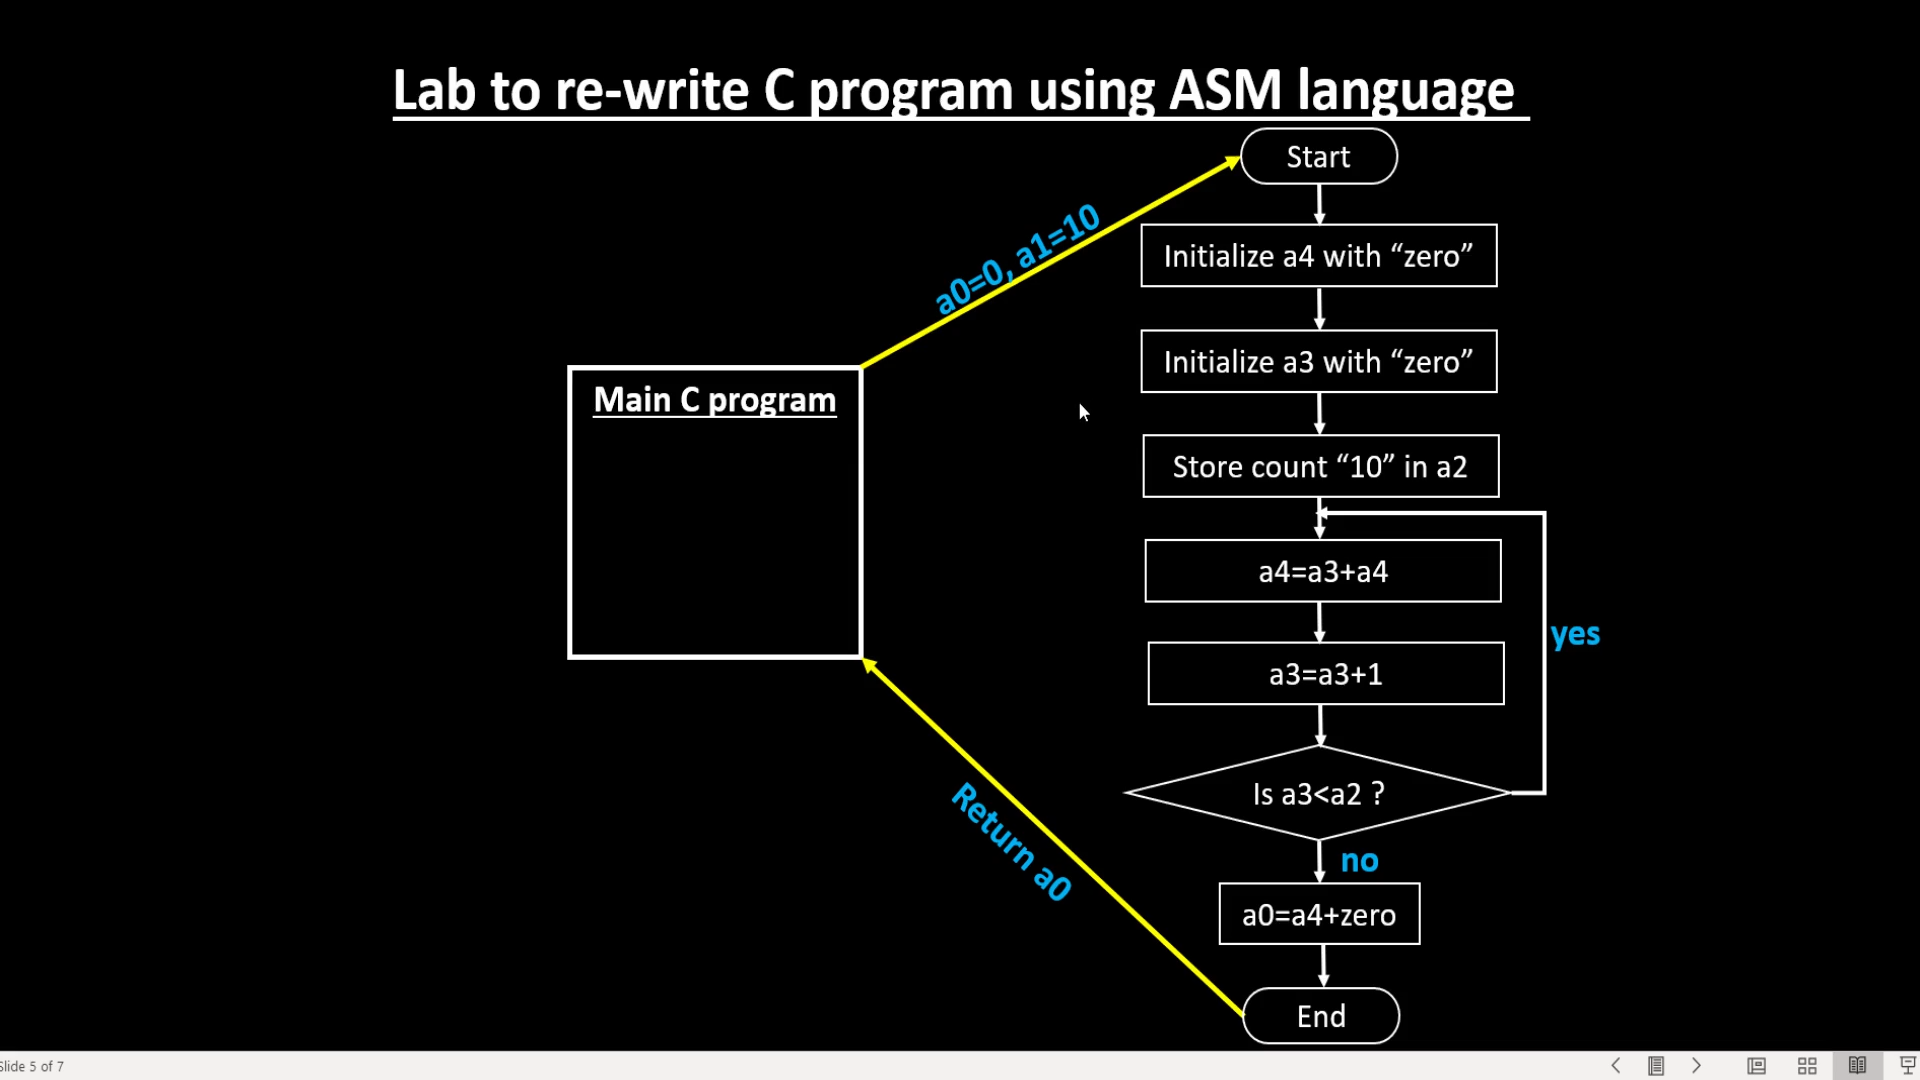 Lab to re-write C program using ASM language
Start
a0=0, a1=10
Initialize a4 with “zero”
Initialize a3 with “zero”
Main C program
Store count “10” in a2
a4=a3+a4
yes
a3=a3+1
Is a3<a2 ?
no
Return a0
a0=a4+zero
End
Slide 5 of 7